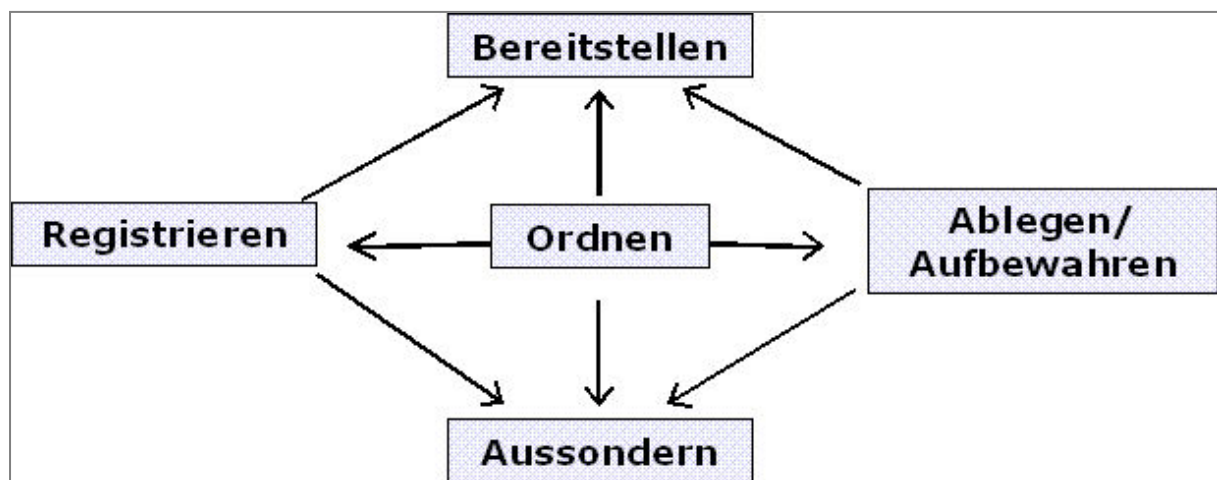 Bereitstellen
Registrieren
Ordnen
Ablegen/
Aufbewahren
Aussondern